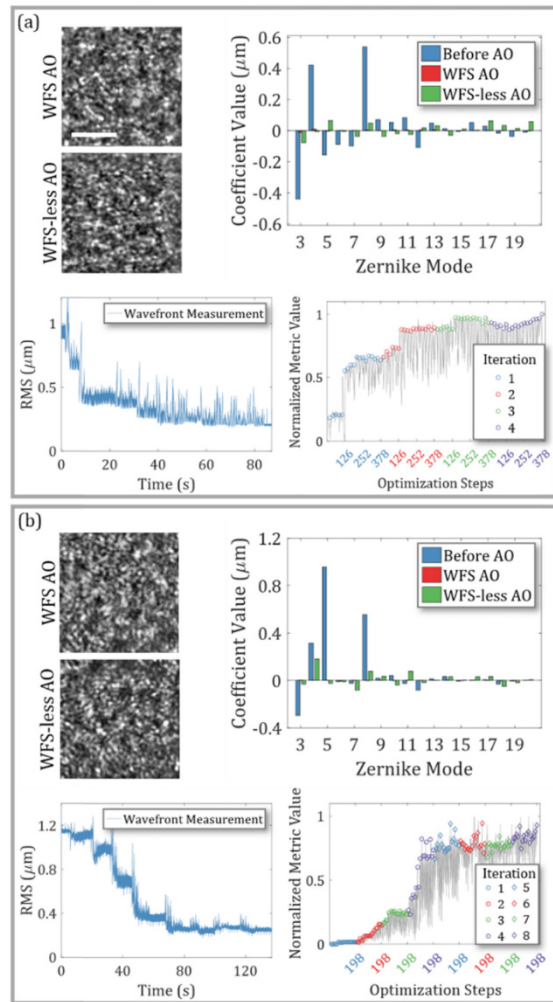 (a)
WFS AO
WFS-less AO
Coefficient Value (μm)
0.6
0.4
0.2
0
-0.2
-0.4
-0.6
Before AO
WFS AO
WFS-less AO
3 5 7 9 11 13 15 17 19
Zernike Mode
RMS (μm)
1
0.5
0
Wavefront Measurement
0 20 40 60 80
Time (s)
Normalized Metric Value
1
0.5
0
Iteration
1
2
3
4
126 252 378 126 252 378 126 252 378 126 252 378
Optimization Steps
(b)
WFS AO
WFS-less AO
Coefficient Value (μm)
1.2
0.8
0.4
0
-0.4
Before AO
WFS AO
WFS-less AO
3 5 7 9 11 13 15 17 19
Zernike Mode
RMS (μm)
1.2
0.8
0.4
0
Wavefront Measurement
0 40 80 120
Time (s)
Normalized Metric Value
1
0.5
0
Iteration
1 5
2 6
3 7
4 8
198 198 198 198 198 198 198 198
Optimization Steps